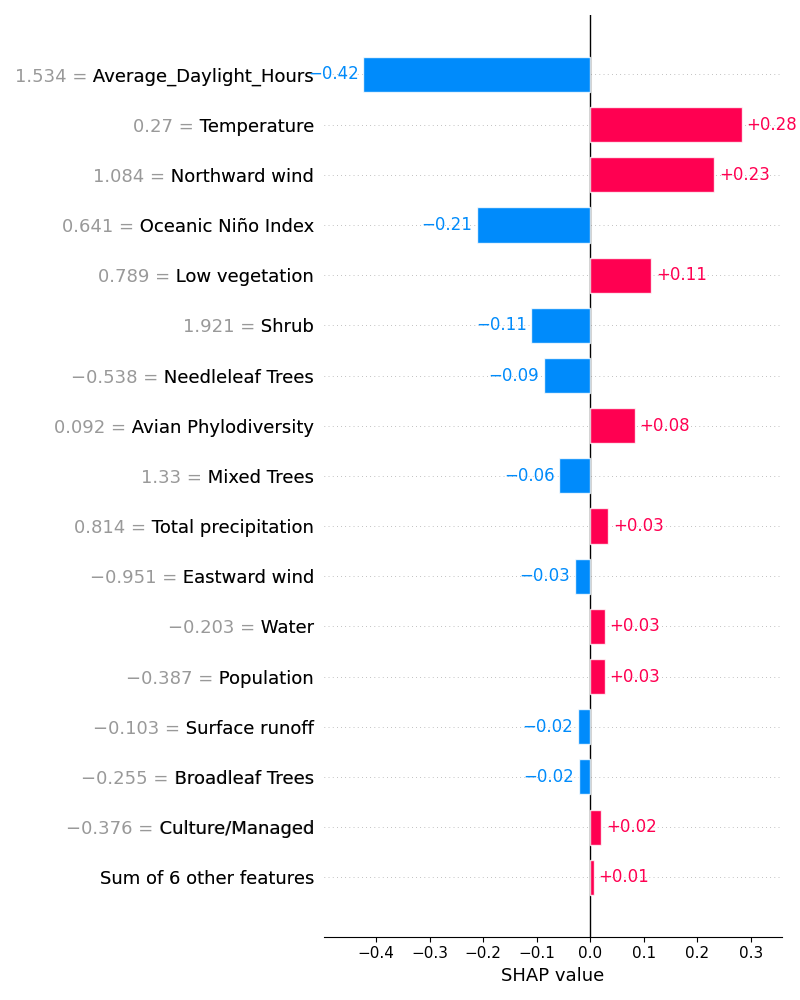 1.534 = Average_Daylight_Hours −0.42
0.27 = Temperature +0.28
1.084 = Northward wind +0.23
0.641 = Oceanic Niño Index −0.21
0.789 = Low vegetation +0.11
1.921 = Shrub −0.11
−0.538 = Needleleaf Trees −0.09
0.092 = Avian Phylodiversity +0.08
1.33 = Mixed Trees −0.06
0.814 = Total precipitation +0.03
−0.951 = Eastward wind −0.03
−0.203 = Water +0.03
−0.387 = Population +0.03
−0.103 = Surface runoff −0.02
−0.255 = Broadleaf Trees −0.02
−0.376 = Culture/Managed +0.02
Sum of 6 other features +0.01
−0.4 −0.3 −0.2 −0.1 0.0 0.1 0.2 0.3
SHAP value